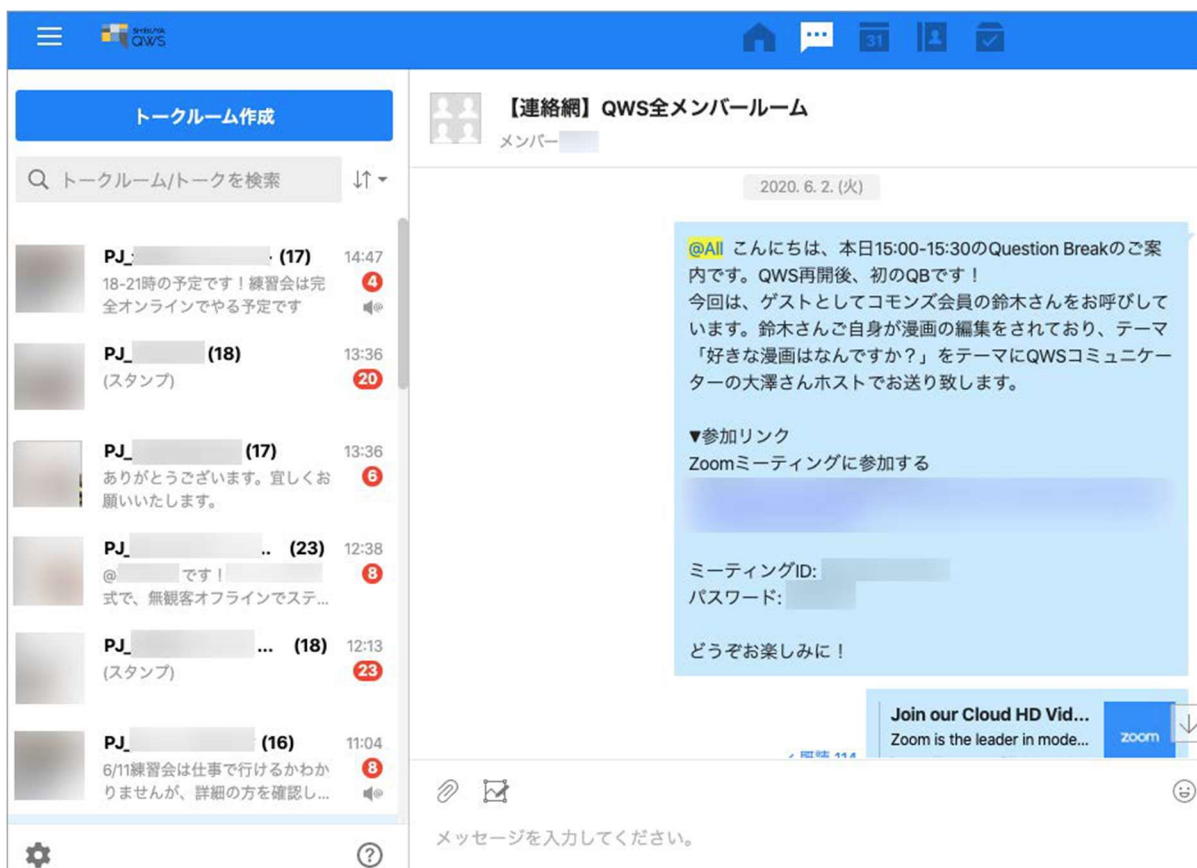 SHIBUYA
QWS
31
トークルーム作成
トークルーム/トークを検索
PJ_ (17) 14:47
18-21時の予定です！練習会は完 4
全オンラインでやる予定です
PJ_ (18) 13:36
(スタンプ) 20
PJ_ (17) 13:36
ありがとうございます。宜しくお 6
願いいたします。
PJ_ .. (23) 12:38
@ です！ 8
式で、無観客オフラインでステ...
PJ_ ... (18) 12:13
(スタンプ) 23
PJ_ (16) 11:04
6/11練習会は仕事で行けるかわか 8
りませんが、詳細の方を確認し...
【連絡網】QWS全メンバールーム
メンバー
2020. 6. 2. (火)
@All こんにちは、本日15:00-15:30のQuestion Breakのご案
内です。QWS再開後、初のQBです！
今回は、ゲストとしてコモンズ会員の鈴木さんをお呼びして
います。鈴木さんご自身が漫画の編集をされており、テーマ
「好きな漫画はなんですか？」をテーマにQWSコミュニケー
ターの大澤さんホストでお送り致します。
▼参加リンク
Zoomミーティングに参加する
ミーティングID:
パスワード:
どうぞお楽しみに！
Join our Cloud HD Vid...
Zoom is the leader in mode...
zoom
既読 114
メッセージを入力してください。